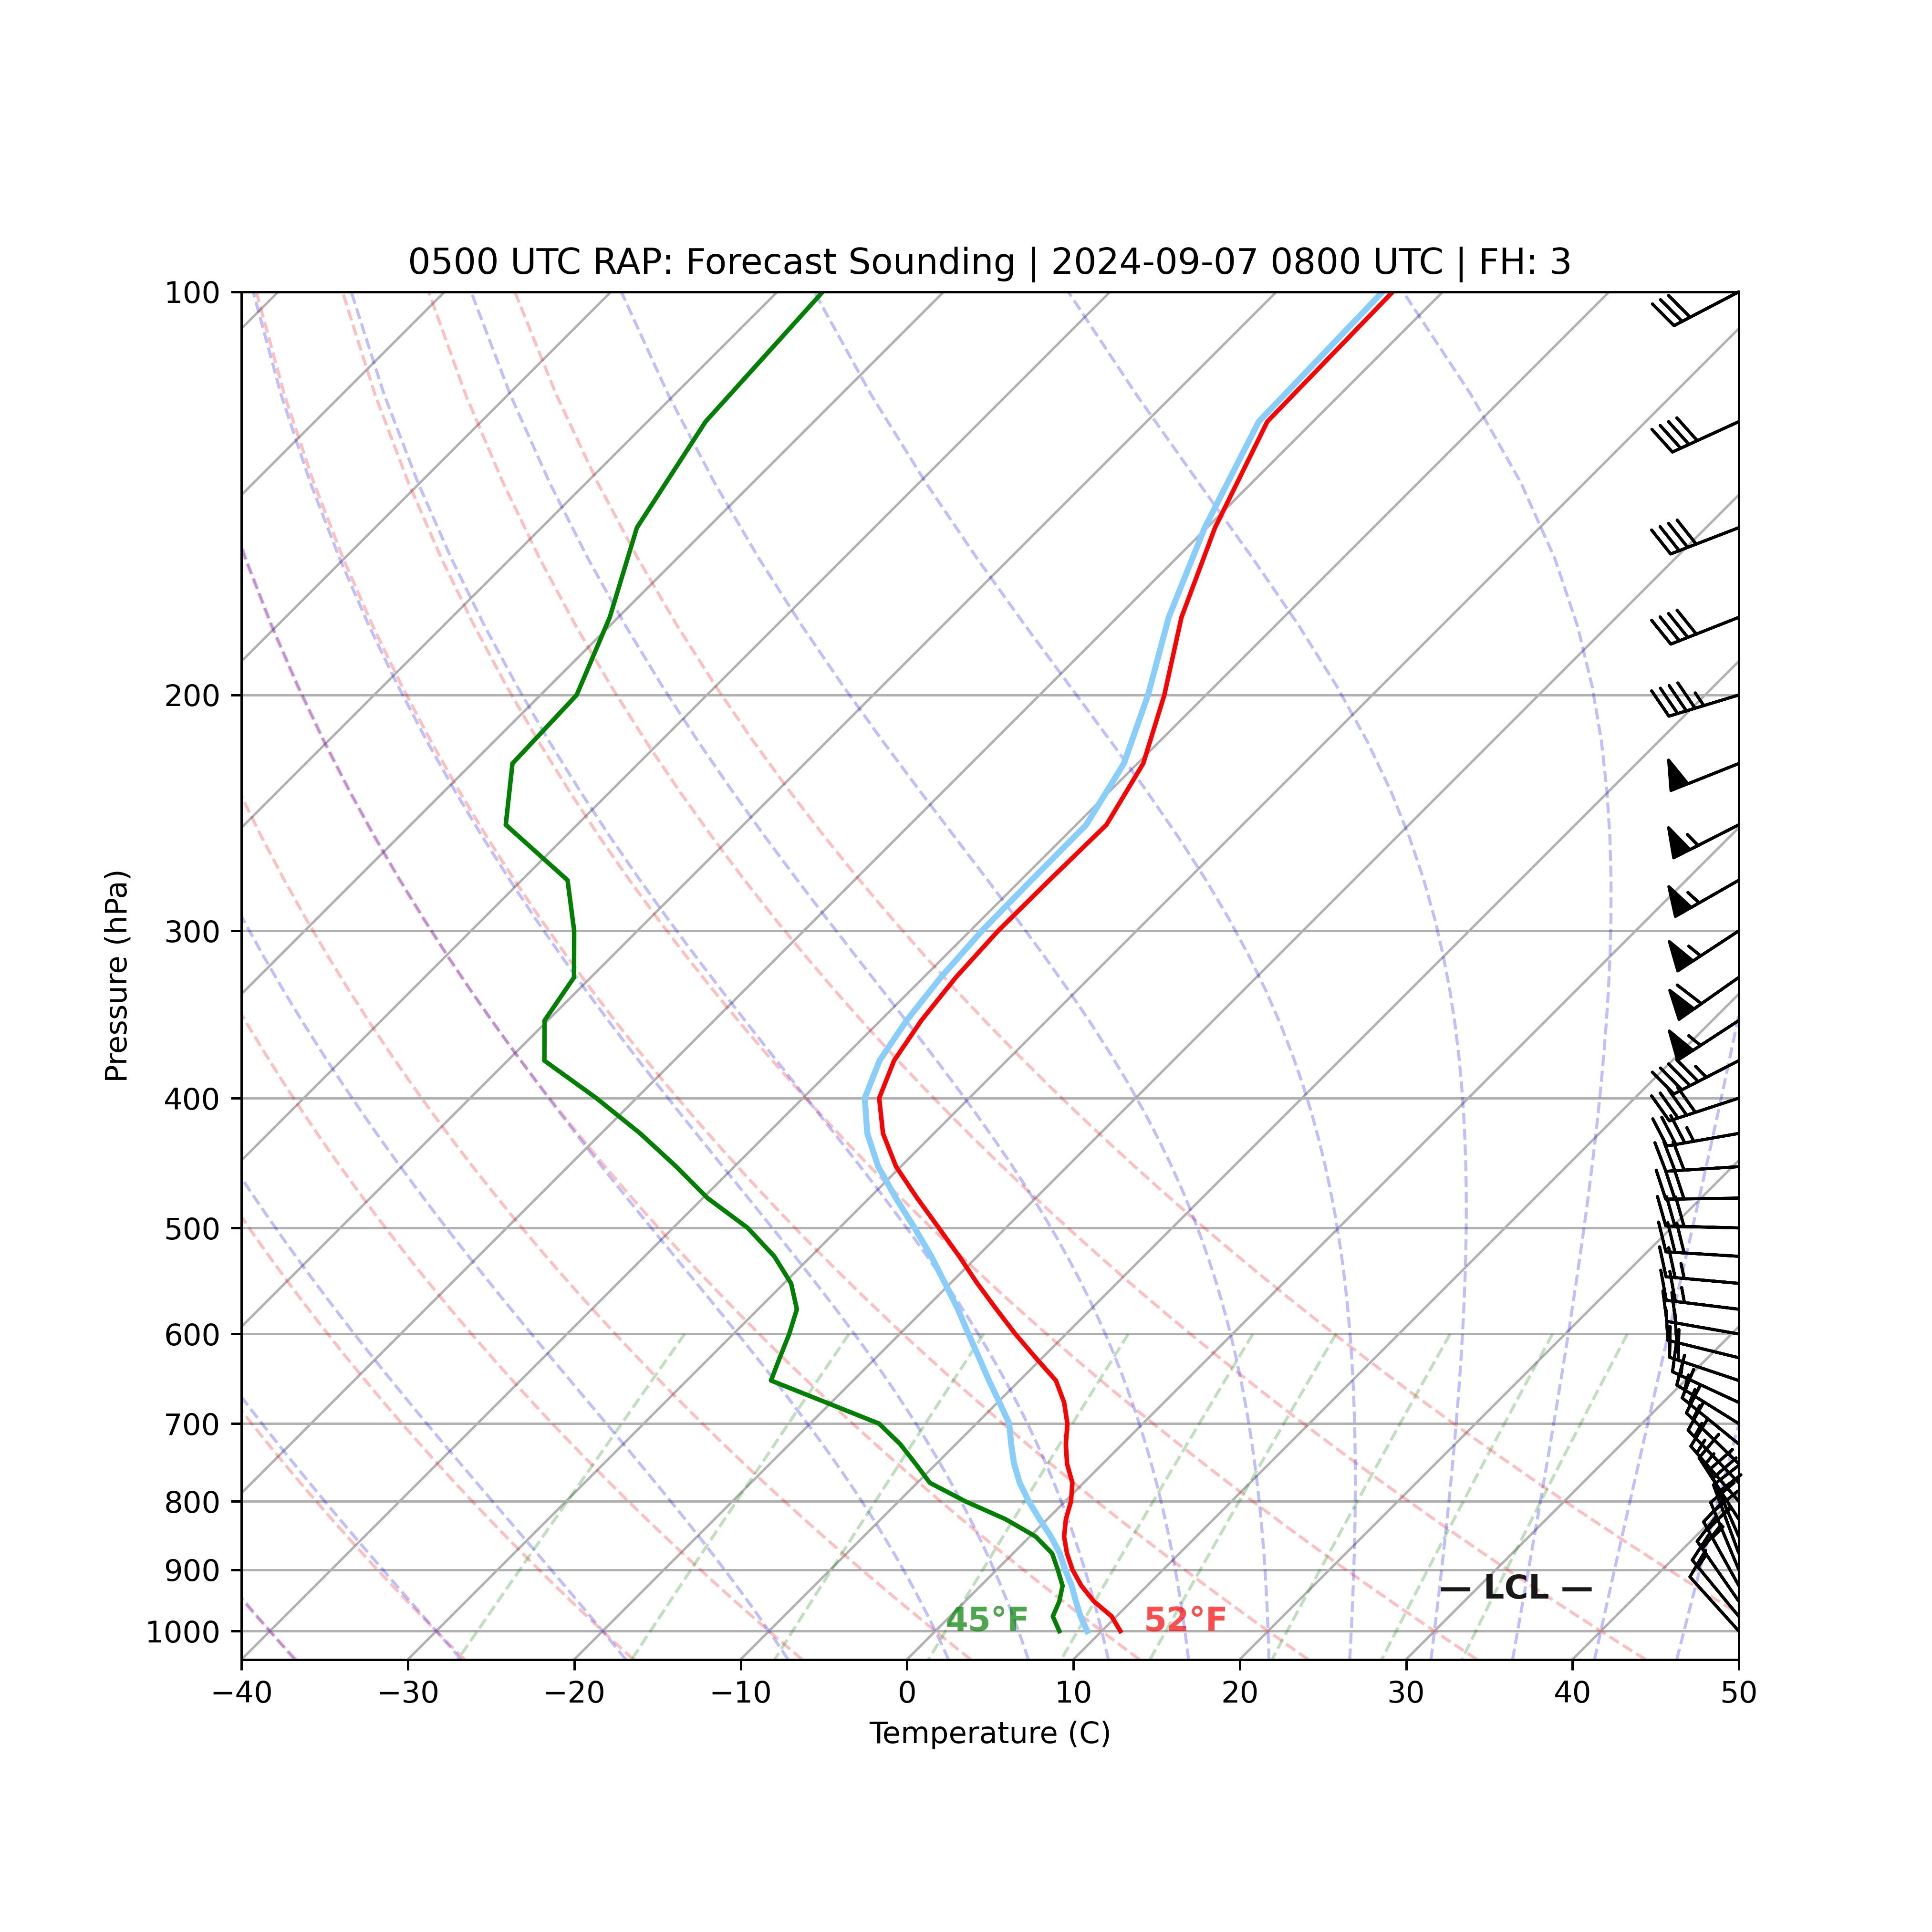 0500 UTC RAP: Forecast Sounding | 2024-09-07 0800 UTC | FH: 3
100
200
300
400
500
600
700
800
900
1000
Pressure (hPa)
45°F
52°F
— LCL —
−40 −30 −20 −10 0 10 20 30 40 50
Temperature (C)